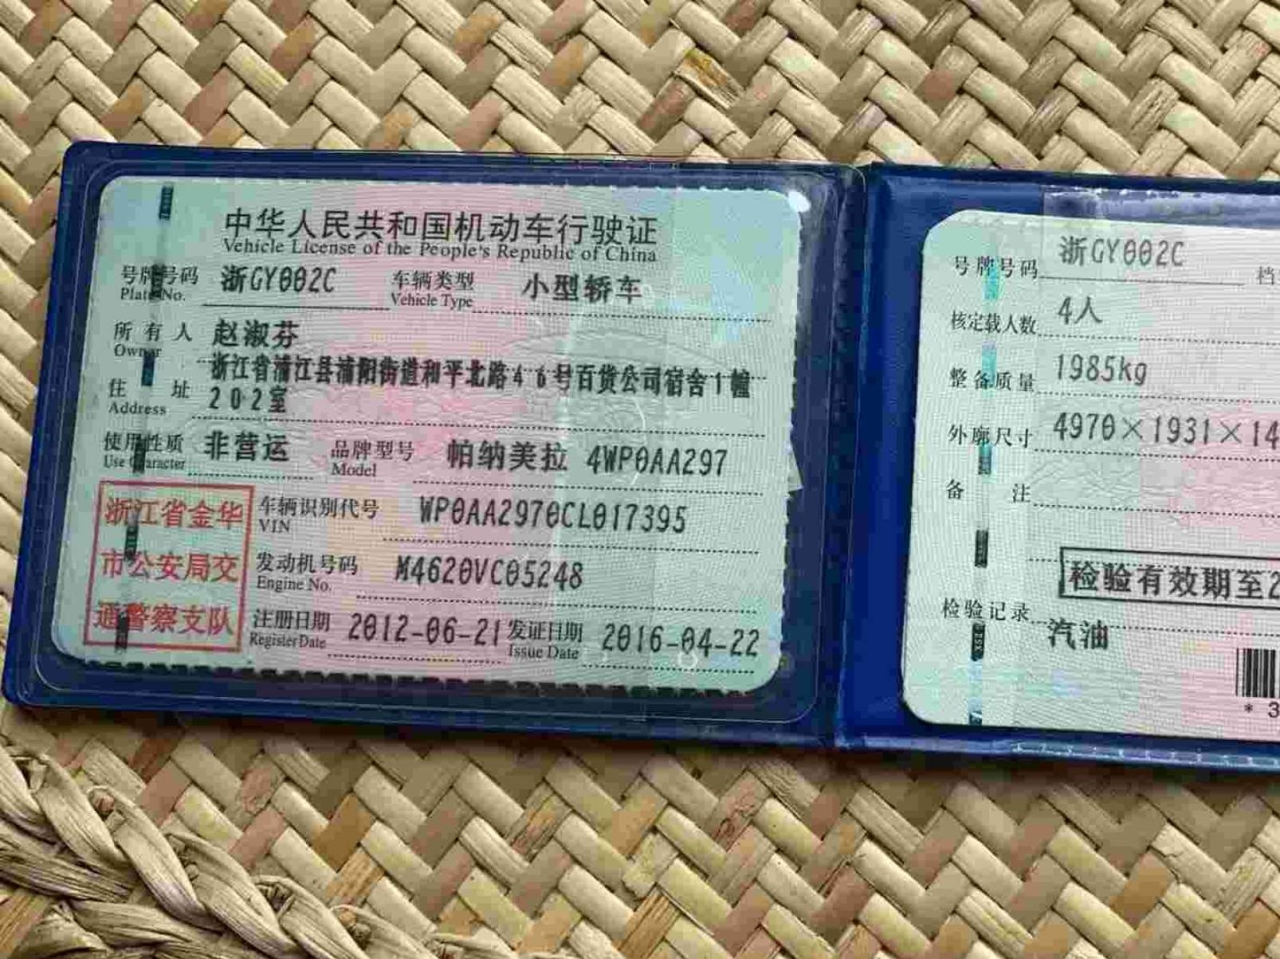 中华人民共和国机动车行驶证
Vehicle License of the People's Republic of China
号牌号码 浙GY002C 车辆类型 小型轿车
Plate No. Vehicle Type
所有人 赵淑芬
Owner
浙江省浦江县浦阳街道和平北路46号百货公司宿舍1幢
住址 202室
Address
使用性质 非营运 品牌型号 帕纳美拉 4WP0AA297
Use Character Model
浙江省金华
市公安局交
通警察支队
车辆识别代号 WP0AA2970CL017395
VIN
发动机号码 M4620VC05248
Engine No.
注册日期 2012-06-21 发证日期 2016-04-22
Register Date Issue Date
号牌号码 浙GY002C 档
核定载人数 4人
整备质量 1985kg
外廓尺寸 4970×1931×14
备注
检验有效期至2
检验记录
汽油
* 3